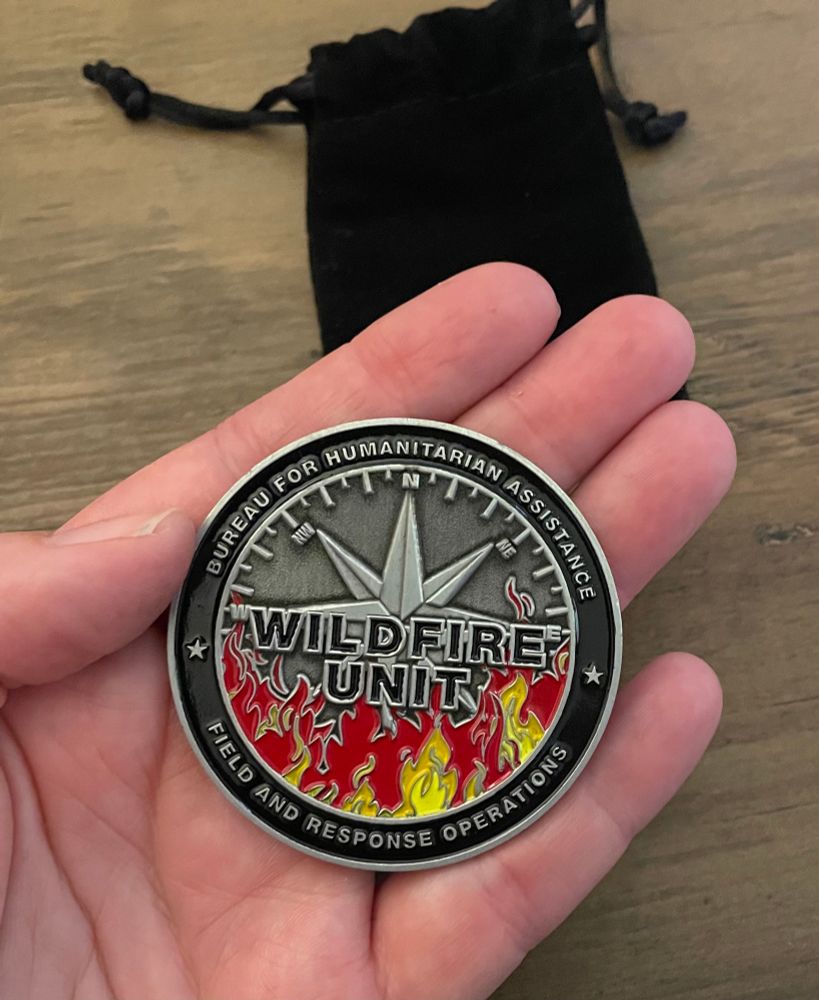 BUREAU FOR HUMANITARIAN ASSISTANCE
N
NW
NE
W
E
WILDFIRE
UNIT
FIELD AND RESPONSE OPERATIONS